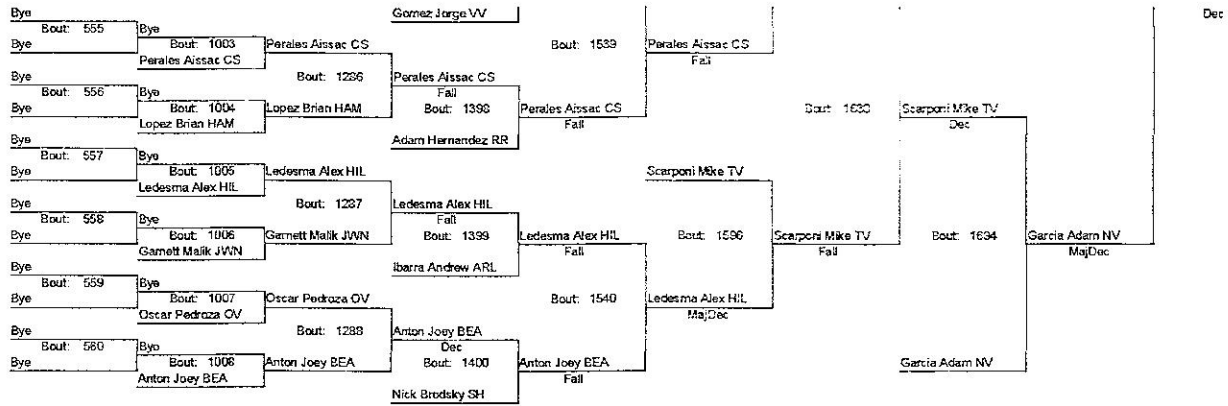 Bye
Bout: 555
Bye
Bye
Bout: 1003
Perales Aissac CS
Bye
Bout: 556
Bye
Bye
Bout: 1004
Lopez Brian HAM
Perales Aissac CS
Bout: 1286
Lopez Brian HAM
Gomez Jorge VV
Perales Aissac CS
Fall
Bout: 1398
Adam Hernandez RR
Bout: 1539
Perales Aissac CS
Fall
Perales Aissac CS
Fall
Bye
Bout: 557
Bye
Bye
Bout: 1005
Ledesma Alex HIL
Bye
Bout: 558
Bye
Bye
Bout: 1006
Garnett Malik JWN
Ledesma Alex HIL
Bout: 1287
Garnett Malik JWN
Ledesma Alex HIL
Fall
Bout: 1399
Ibarra Andrew ARL
Ledesma Alex HIL
Fall
Bye
Bout: 559
Bye
Bye
Bout: 1007
Oscar Pedroza OV
Bye
Bout: 560
Bye
Bye
Bout: 1008
Anton Joey BEA
Oscar Pedroza OV
Bout: 1288
Anton Joey BEA
Anton Joey BEA
Dec
Bout: 1400
Nick Brodsky SH
Anton Joey BEA
Fall
Bout: 1540
Ledesma Alex HIL
MajDec
Scarponi Mike TV
Bout: 1596
Scarponi Mike TV
Fall
Bout: 1630
Scarponi Mike TV
Dec
Bout: 1634
Garcia Adam NV
Garcia Adam NV
MajDec
Dec